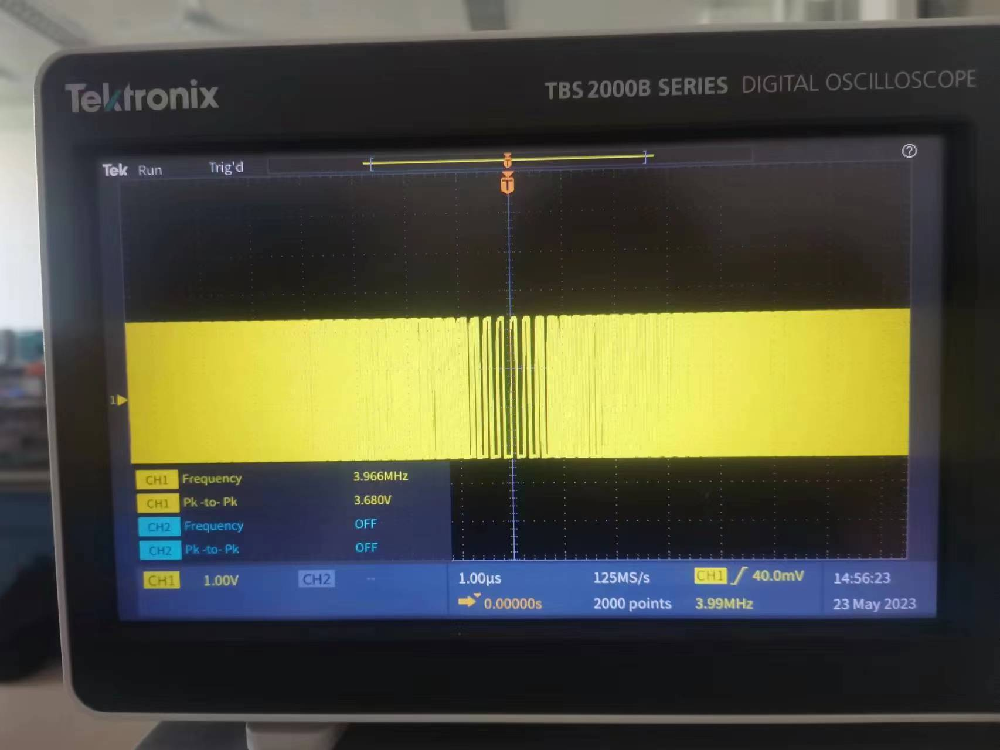 Tektronix
TBS 2000B SERIES DIGITAL OSCILLOSCOPE
Tek Run Trig'd
T
?
T
1
CH1 Frequency 3.966MHz
CH1 Pk -to- Pk 3.680V
CH2 Frequency OFF
CH2 Pk -to- Pk OFF
CH1 1.00V CH2 -- 1.00µs 125MS/s CH1 40.0mV 14:56:23
0.00000s 2000 points 3.99MHz 23 May 2023